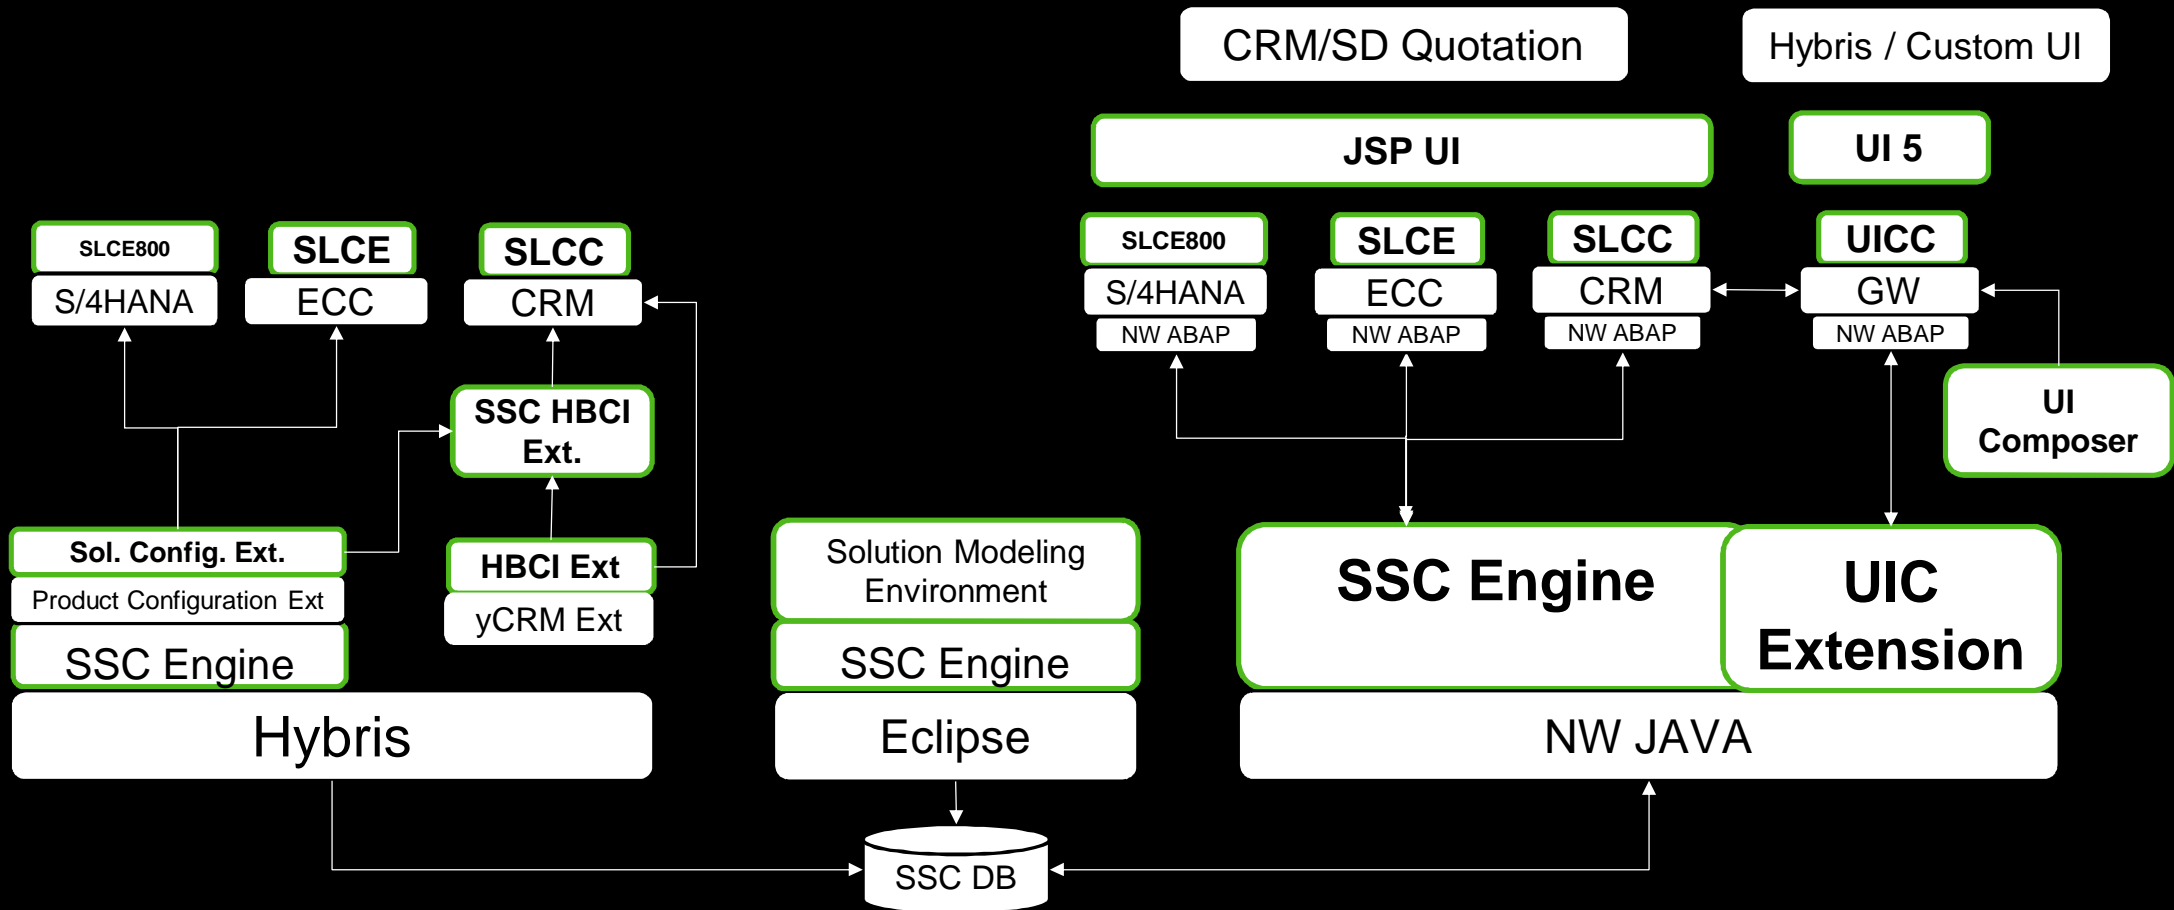 CRM/SD Quotation
Hybris / Custom UI
JSP UI
UI 5
SLCE800
S/4HANA
SLCE
ECC
SLCC
CRM
SLCE800
S/4HANA
NW ABAP
SLCE
ECC
NW ABAP
SLCC
CRM
NW ABAP
UICC
GW
NW ABAP
SSC HBCI
Ext.
UI
Composer
Sol. Config. Ext.
Product Configuration Ext
SSC Engine
HBCI Ext
yCRM Ext
Hybris
Solution Modeling
Environment
SSC Engine
Eclipse
SSC Engine
UIC
Extension
NW JAVA
SSC DB